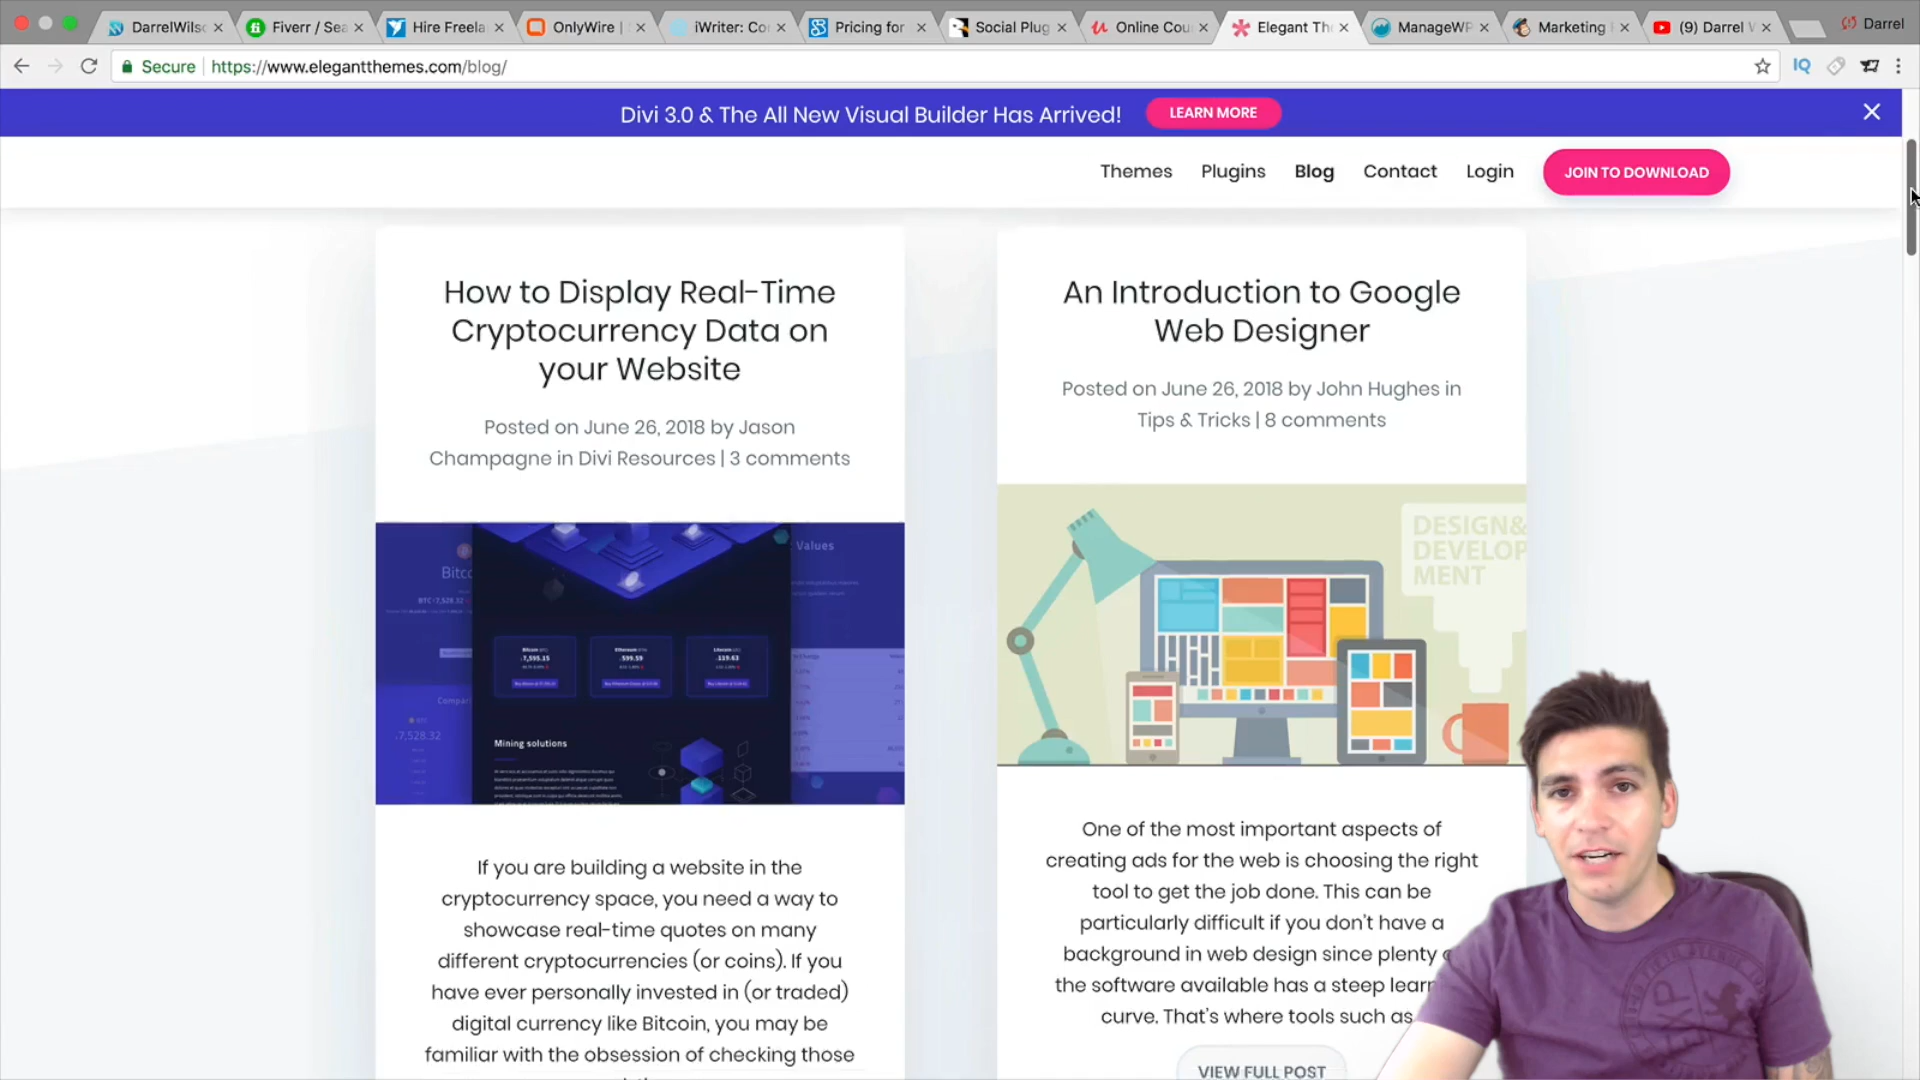 DarrelWilso
Fiverr / Sea
Hire Freela
OnlyWire |
iWriter: Co
Pricing for
Social Plug
Online Cou
Elegant The
ManageWP
Marketing
(9) Darrel W
Darrel
Secure
https://www.elegantthemes.com/blog/
IQ
Divi 3.0 & The All New Visual Builder Has Arrived!
LEARN MORE
Themes
Plugins
Blog
Contact
Login
JOIN TO DOWNLOAD
How to Display Real-Time
Cryptocurrency Data on
your Website
Posted on June 26, 2018 by Jason
Champagne in Divi Resources | 3 comments
Values
Bitco
BTC-7,528.32
Bitcoin
.7,595.15
Ethereum
.599.59
Litecoin
.119.63
Compar
.7,528.32
Mining solutions
If you are building a website in the
cryptocurrency space, you need a way to
showcase real-time quotes on many
different cryptocurrencies (or coins). If you
have ever personally invested in (or traded)
digital currency like Bitcoin, you may be
familiar with the obsession of checking those
An Introduction to Google
Web Designer
Posted on June 26, 2018 by John Hughes in
Tips & Tricks | 8 comments
DESIGN&
DEVELOP
MENT
One of the most important aspects of
creating ads for the web is choosing the right
tool to get the job done. This can be
particularly difficult if you don't have a
background in web design since plenty
the software available has a steep learn
curve. That's where tools such as
VIEW FULL POST